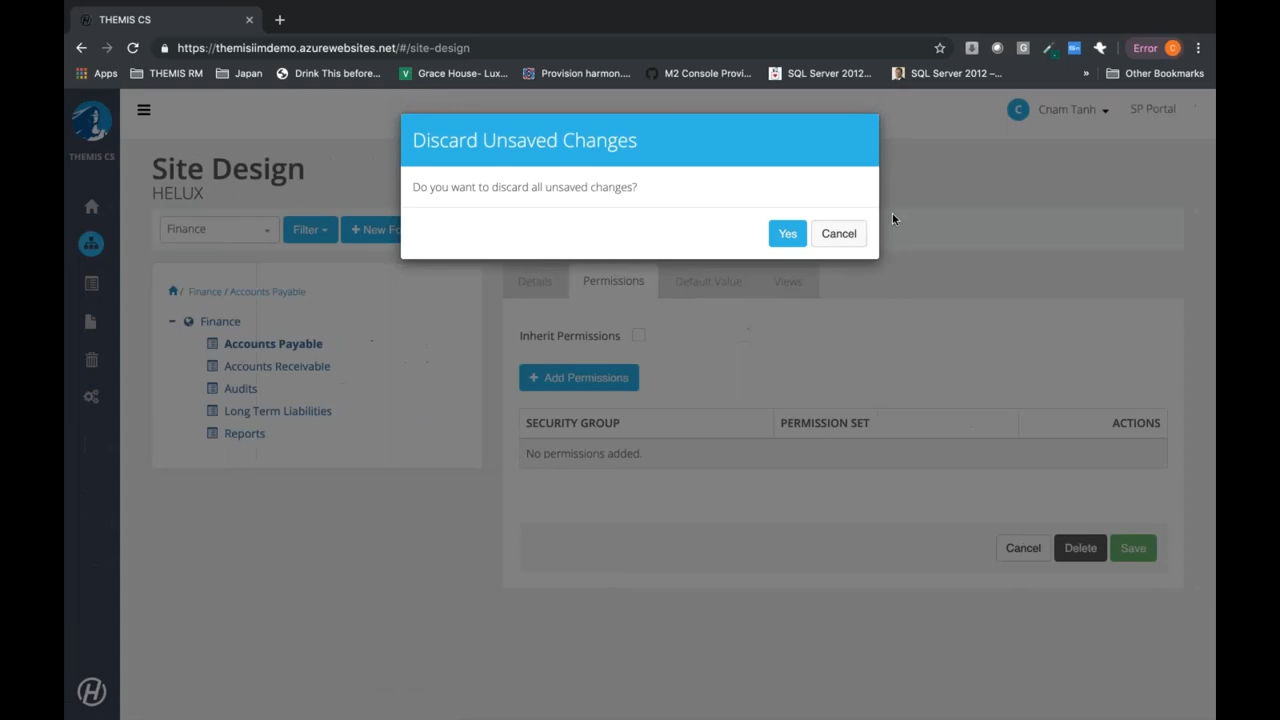 THEMIS CS
https://themisiimdemo.azurewebsites.net/#/site-design
Error C
Apps THEMIS RM Japan Drink This before... Grace House- Lux... Provision harmon.... M2 Console Provi... SQL Server 2012... SQL Server 2012 –... » Other Bookmarks
THEMIS CS
C Cnam Tanh SP Portal
Site Design
HELUX
Finance Filter + New Fo
Discard Unsaved Changes
Do you want to discard all unsaved changes?
Yes Cancel
/ Finance / Accounts Payable
Finance
Accounts Payable
Accounts Receivable
Audits
Long Term Liabilities
Reports
Details Permissions Default Value Views
Inherit Permissions
+ Add Permissions
SECURITY GROUP PERMISSION SET ACTIONS
No permissions added.
Cancel Delete Save